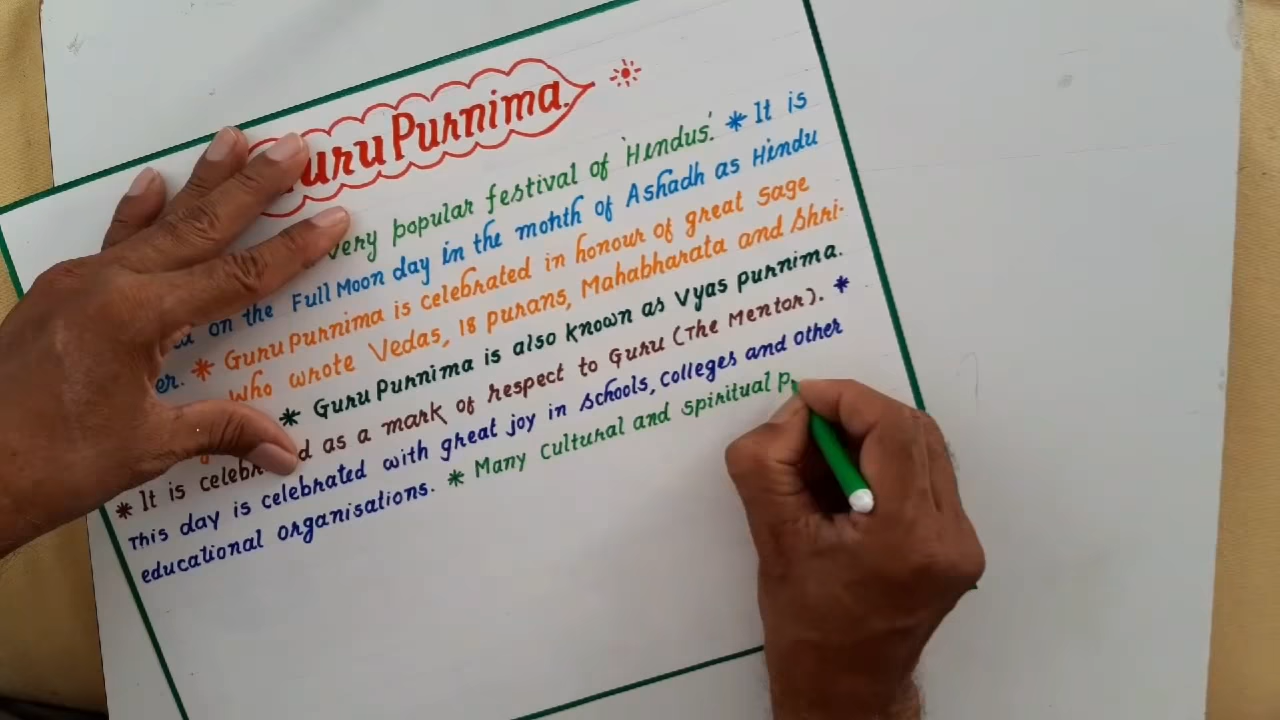 Guru Purnima.
very popular festival of 'Hindus'. * It is
on the Full Moon day in the month of Ashadh as Hindu
er. * Guru Purnima is celebrated in honour of great sage
who wrote Vedas, 18 purans, Mahabharata and Shri-
* Guru Purnima is also known as Vyas purnima.
* It is celebr d as a mark of respect to Guru (The Mentor). *
This day is celebrated with great joy in schools, colleges and other
educational organisations. * Many cultural and spiritual p